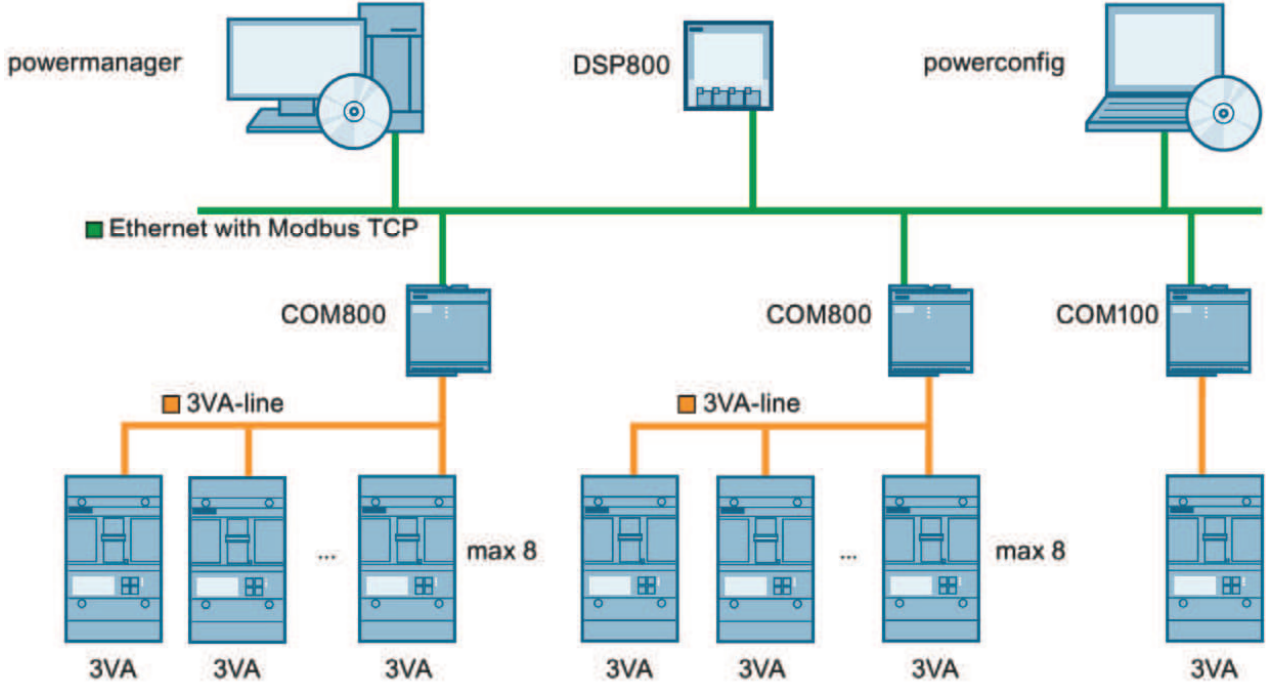 powermanager
DSP800
powerconfig
Ethernet with Modbus TCP
COM800
COM800
COM100
3VA-line
3VA-line
...
max 8
...
max 8
3VA
3VA
3VA
3VA
3VA
3VA
3VA